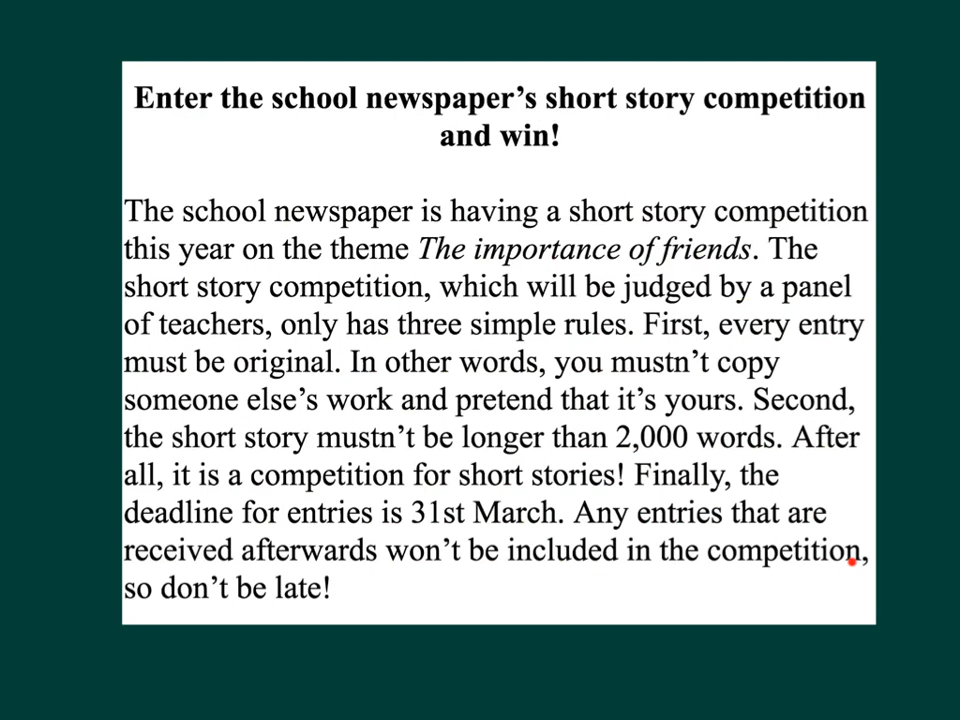 Enter the school newspaper’s short story competition
and win!
The school newspaper is having a short story competition
this year on the theme The importance of friends. The
short story competition, which will be judged by a panel
of teachers, only has three simple rules. First, every entry
must be original. In other words, you mustn’t copy
someone else’s work and pretend that it’s yours. Second,
the short story mustn’t be longer than 2,000 words. After
all, it is a competition for short stories! Finally, the
deadline for entries is 31st March. Any entries that are
received afterwards won’t be included in the competition,
so don’t be late!